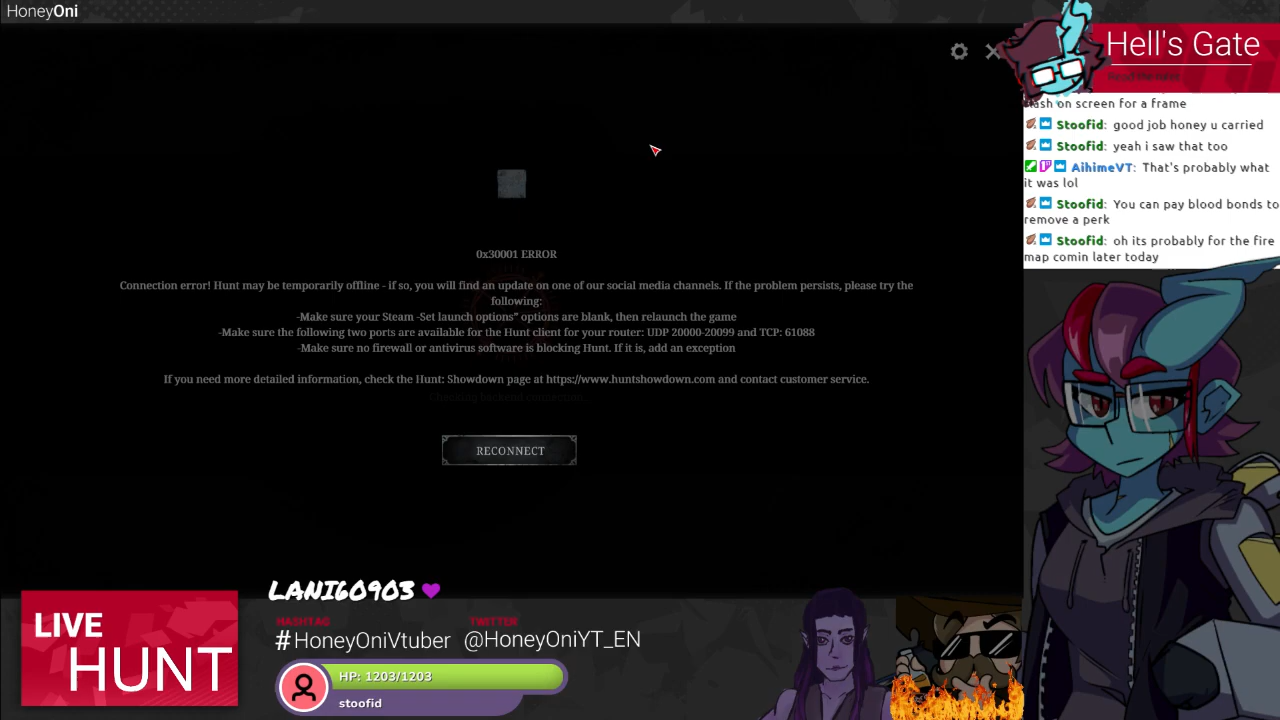 HoneyOni
Hell's Gate
Read the rules
flash on screen for a frame
Stoofid: good job honey u carried
Stoofid: yeah i saw that too
AihimeVT: That's probably what
it was lol
Stoofid: You can pay blood bonds to
remove a perk
Stoofid: oh its probably for the fire
map comin later today
0x30001 ERROR
Connection error! Hunt may be temporarily offline - if so, you will find an update on one of our social media channels. If the problem persists, please try the
following:
-Make sure your Steam -Set launch options" options are blank, then relaunch the game
-Make sure the following two ports are available for the Hunt client for your router: UDP 20000-20099 and TCP: 61088
-Make sure no firewall or antivirus software is blocking Hunt. If it is, add an exception
If you need more detailed information, check the Hunt: Showdown page at https://www.huntshowdown.com and contact customer service.
Checking backend connection...
RECONNECT
LANI60903
LIVE
HUNT
HASHTAG
#HoneyOniVtuber
TWITTER
@HoneyOniYT_EN
HP: 1203/1203
stoofid